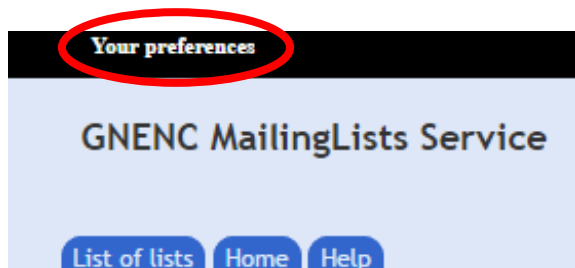 Your preferences
GNENC MailingLists Service
List of lists Home Help